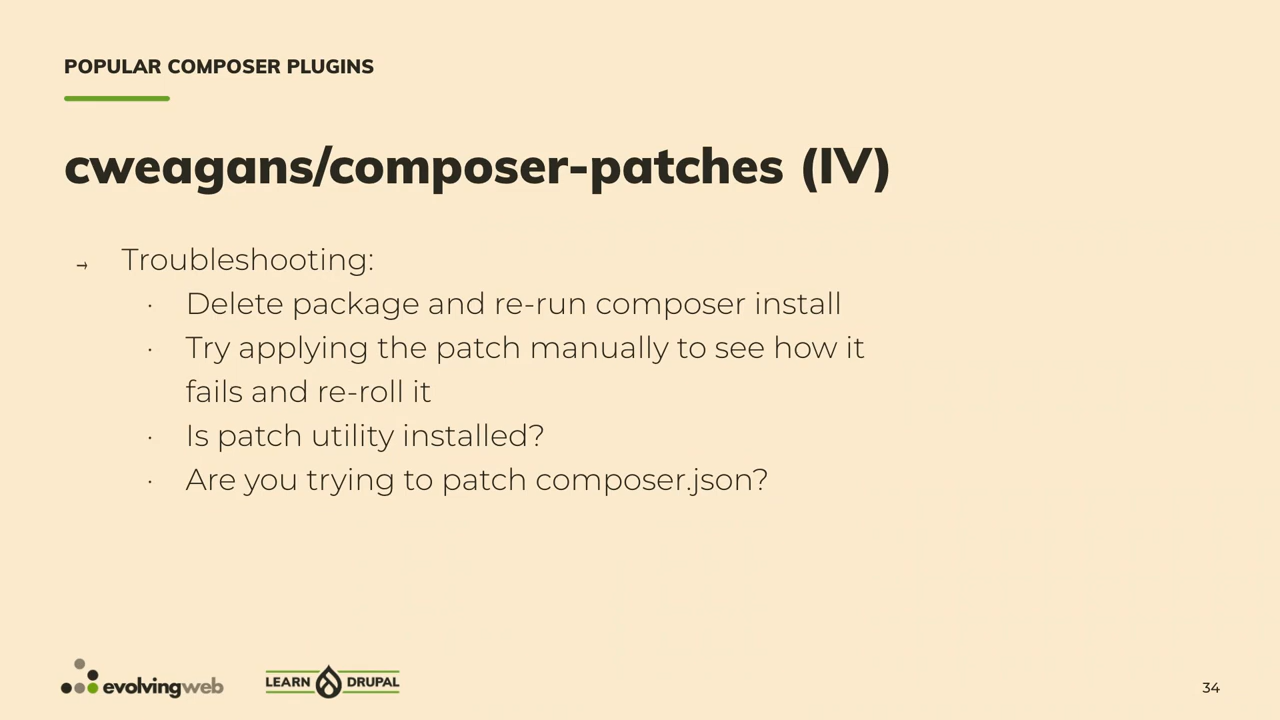 POPULAR COMPOSER PLUGINS
cweagans/composer-patches (IV)
→ Troubleshooting:
· Delete package and re-run composer install
· Try applying the patch manually to see how it
fails and re-roll it
· Is patch utility installed?
· Are you trying to patch composer.json?
evolvingweb
LEARN DRUPAL
34